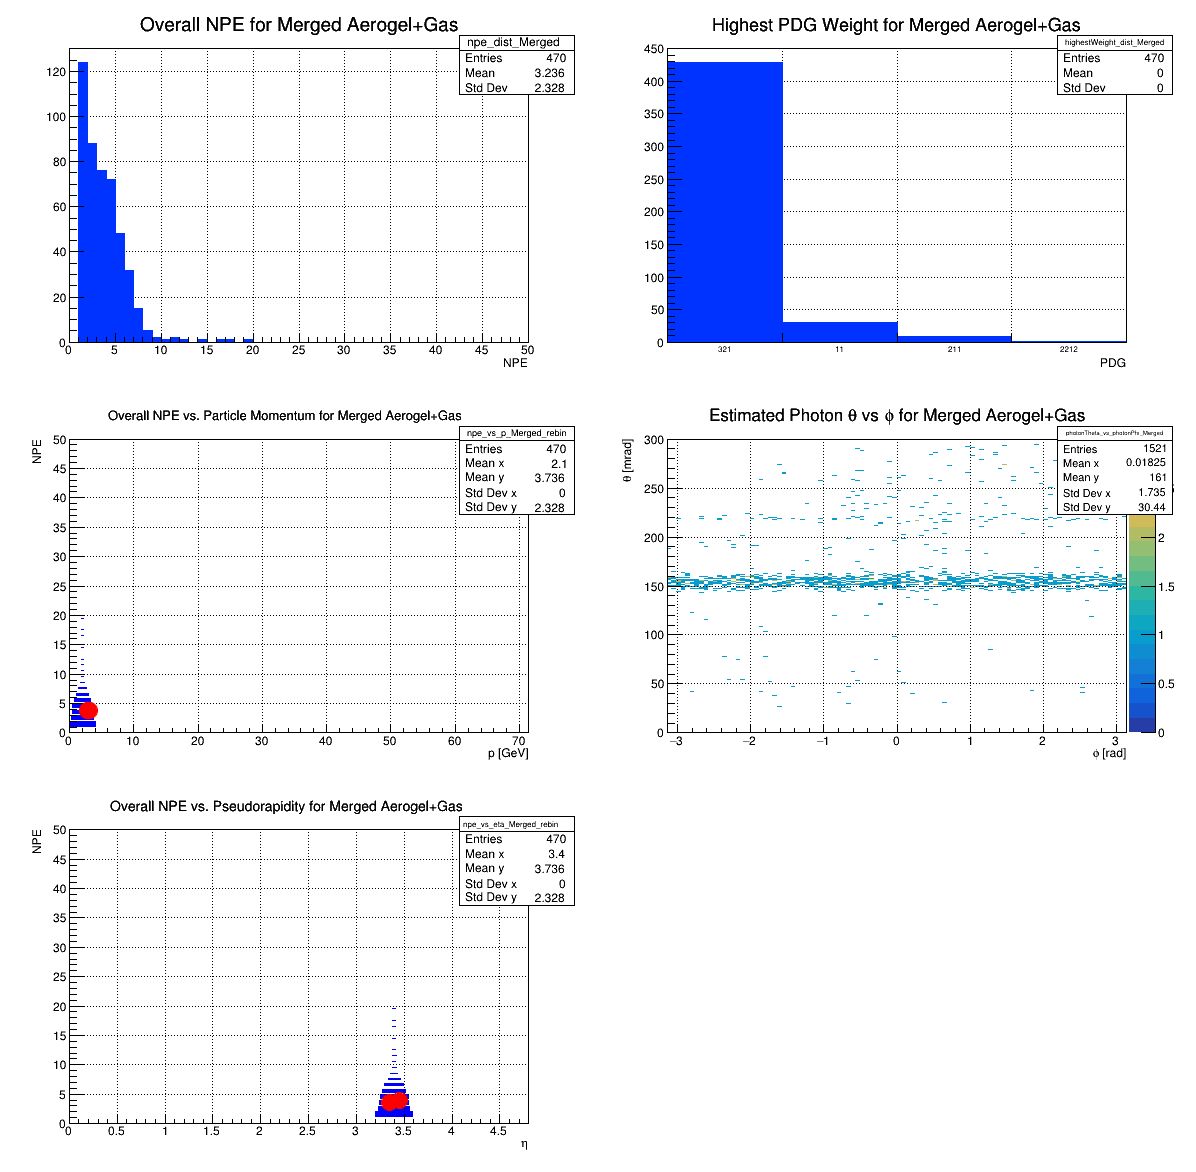 Overall NPE for Merged Aerogel+Gas
npe_dist_Merged
Entries 470
Mean 3.236
Std Dev 2.328
120
100
80
60
40
20
0
0 5 10 15 20 25 30 35 40 45 50
NPE
Highest PDG Weight for Merged Aerogel+Gas
highestWeight_dist_Merged
Entries 470
Mean 0
Std Dev 0
450
400
350
300
250
200
150
100
50
0
321 11 211 2212
PDG
Overall NPE vs. Particle Momentum for Merged Aerogel+Gas
npe_vs_p_Merged_rebin
Entries 470
Mean x 2.1
Mean y 3.736
Std Dev x 0
Std Dev y 2.328
NPE
50
45
40
35
30
25
20
15
10
5
0
0 10 20 30 40 50 60 70
p [GeV]
Estimated Photon θ vs ϕ for Merged Aerogel+Gas
photonTheta_vs_photonPhi_Merged
Entries 1521
Mean x 0.01825
Mean y 161
Std Dev x 1.735
Std Dev y 30.44
θ [mrad]
300
250
200
150
100
50
0
−3 −2 −1 0 1 2 3
ϕ [rad]
2
1.5
1
0.5
0
Overall NPE vs. Pseudorapidity for Merged Aerogel+Gas
npe_vs_eta_Merged_rebin
Entries 470
Mean x 3.4
Mean y 3.736
Std Dev x 0
Std Dev y 2.328
NPE
50
45
40
35
30
25
20
15
10
5
0
0 0.5 1 1.5 2 2.5 3 3.5 4 4.5
η